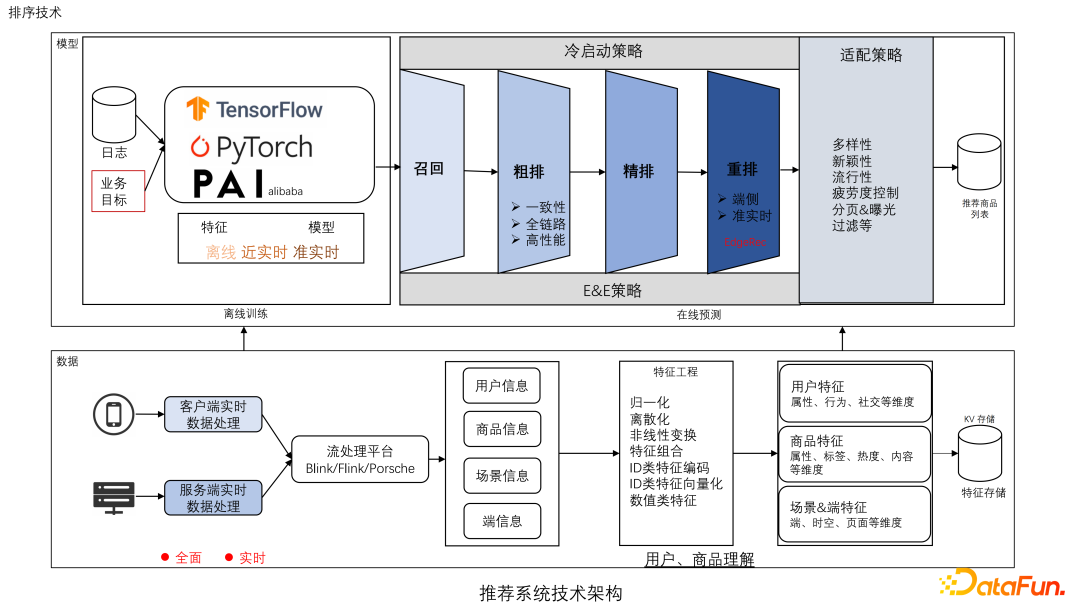 排序技术
模型
日志
业务
目标
TensorFlow
PyTorch
PAI alibaba
特征 模型
离线 近实时 准实时
离线训练
冷启动策略
召回
粗排
一致性
全链路
高性能
精排
重排
端侧
准实时
E&E策略
在线预测
适配策略
多样性
新颖性
流行性
疲劳度控制
分页&曝光
过滤等
推荐商品
列表
数据
客户端实时
数据处理
服务端实时
数据处理
全面 实时
流处理平台
Blink/Flink/Porsche
用户信息
商品信息
场景信息
端信息
特征工程
归一化
离散化
非线性变换
特征组合
ID类特征编码
ID类特征向量化
数值类特征
用户、商品理解
用户特征
属性、行为、社交等维度
商品特征
属性、标签、热度、内容
等维度
场景&端特征
端、时空、页面等维度
KV 存储
特征存储
推荐系统技术架构
DataFun.